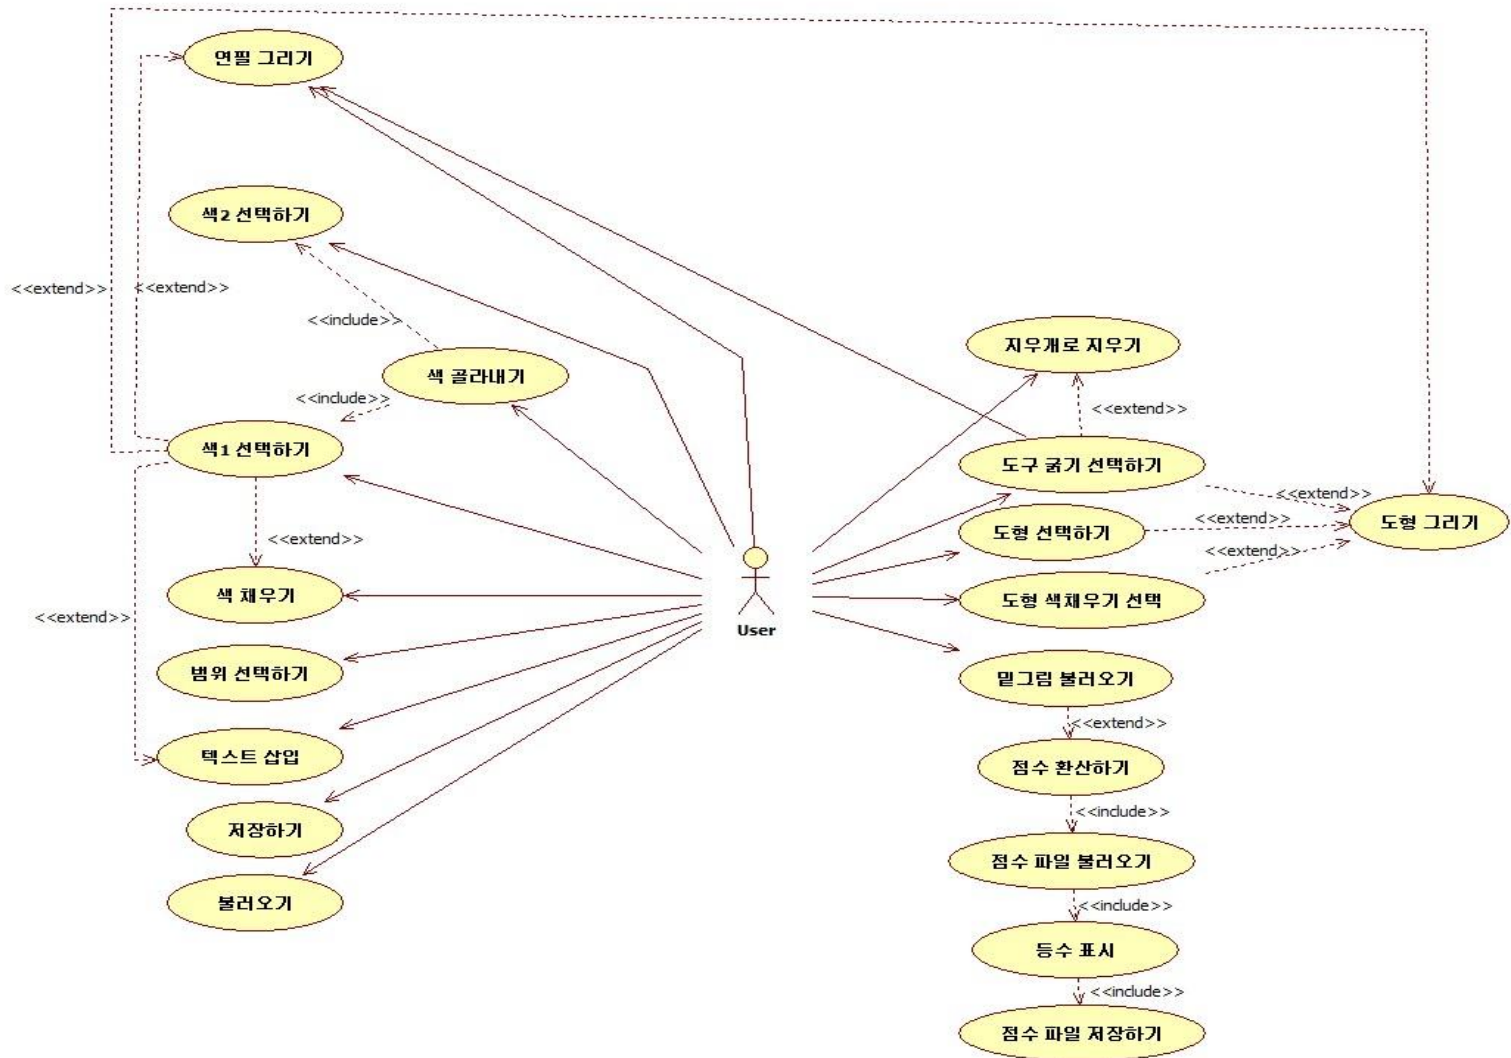 연필 그리기
색2 선택하기
<<extend>>
<<extend>>
<<include>>
지우개로 지우기
색 골라내기
<<include>>
<<extend>>
색1 선택하기
도구 굵기 선택하기
<<extend>>
도형 그리기
<<extend>>
도형 선택하기
<<extend>>
<<extend>>
색 채우기
도형 색채우기 선택
<<extend>>
User
범위 선택하기
밑그림 불러오기
<<extend>>
텍스트 삽입
점수 환산하기
<<include>>
저장하기
점수 파일 불러오기
불러오기
<<include>>
등수 표시
<<include>>
점수 파일 저장하기